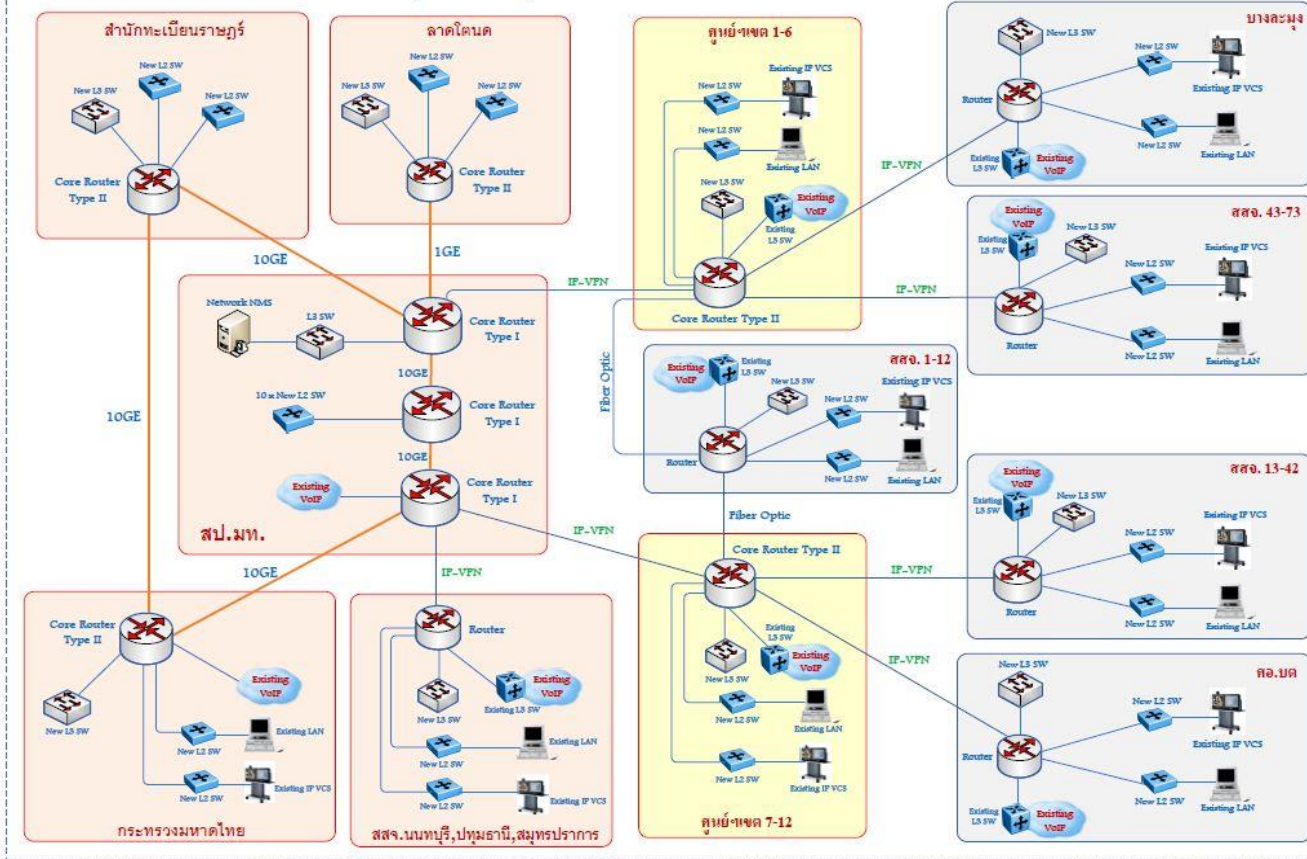 สำนักทะเบียนราษฎร์
New L2 SW
New L3 SW
New L2 SW
Core Router
Type II
ลาดโตนด
New L2 SW
New L3 SW
New L2 SW
Core Router
Type II
10GE
1GE
10GE
Network NMS
L3 SW
Core Router
Type I
10GE
10 x New L2 SW
Core Router
Type I
10GE
Existing
VoIP
Core Router
Type I
สป.มท.
10GE
IP-VPN
IP-VPN
IP-VPN
ศูนย์ฯเขต 1-6
Existing IP VCS
New L2 SW
New L2 SW
Existing LAN
New L3 SW
Existing
VoIP
Existing
L3 SW
Core Router Type II
IP-VPN
IP-VPN
Fiber Optic
บางละมุง
New L3 SW
New L2 SW
Existing IP VCS
Router
New L2 SW
Existing LAN
Existing
L3 SW
Existing
VoIP
สสจ. 43-73
Existing
VoIP
New L3 SW
Existing
L3 SW
New L2 SW
Existing IP VCS
Router
New L2 SW
Existing LAN
สสจ. 1-12
Existing
VoIP
Existing
L3 SW
New L3 SW
Existing IP VCS
New L2 SW
Router
New L2 SW
Existing LAN
Fiber Optic
สสจ. 13-42
Existing
VoIP
New L3 SW
Existing
L3 SW
New L2 SW
Existing IP VCS
Router
New L2 SW
Existing LAN
Core Router Type II
IP-VPN
IP-VPN
Existing
L3 SW
New L3 SW
Existing
VoIP
New L2 SW
Existing LAN
New L2 SW
Existing IP VCS
ศูนย์ฯเขต 7-12
ศอ.บต
New L3 SW
New L2 SW
Existing IP VCS
Router
New L2 SW
Existing LAN
Existing
L3 SW
Existing
VoIP
Core Router
Type II
Existing
VoIP
New L3 SW
New L2 SW
Existing LAN
New L2 SW
Existing IP VCS
กระทรวงมหาดไทย
Router
New L3 SW
Existing L3 SW
Existing
VoIP
New L2 SW
Existing LAN
New L2 SW
Existing IP VCS
สสจ.นนทบุรี,ปทุมธานี,สมุทรปราการ